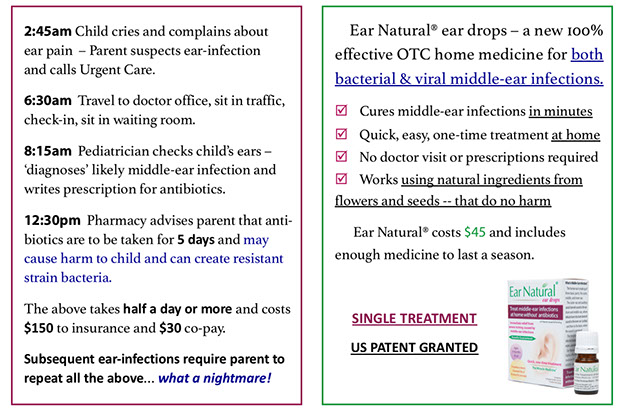 2:45am Child cries and complains about
ear pain – Parent suspects ear-infection
and calls Urgent Care.
6:30am Travel to doctor office, sit in traffic,
check-in, sit in waiting room.
8:15am Pediatrician checks child's ears –
'diagnoses' likely middle-ear infection and
writes prescription for antibiotics.
12:30pm Pharmacy advises parent that anti-
biotics are to be taken for 5 days and may
cause harm to child and can create resistant
strain bacteria.
The above takes half a day or more and costs
$150 to insurance and $30 co-pay.
Subsequent ear-infections require parent to
repeat all the above... what a nightmare!
Ear Natural® ear drops – a new 100%
effective OTC home medicine for both
bacterial & viral middle-ear infections.
Cures middle-ear infections in minutes
Quick, easy, one-time treatment at home
No doctor visit or prescriptions required
Works using natural ingredients from
flowers and seeds -- that do no harm
Ear Natural® costs $45 and includes
enough medicine to last a season.
SINGLE TREATMENT
US PATENT GRANTED
Ear Natural®
ear drops
Treat middle-ear infections
at home, without antibiotics
Ear Natural